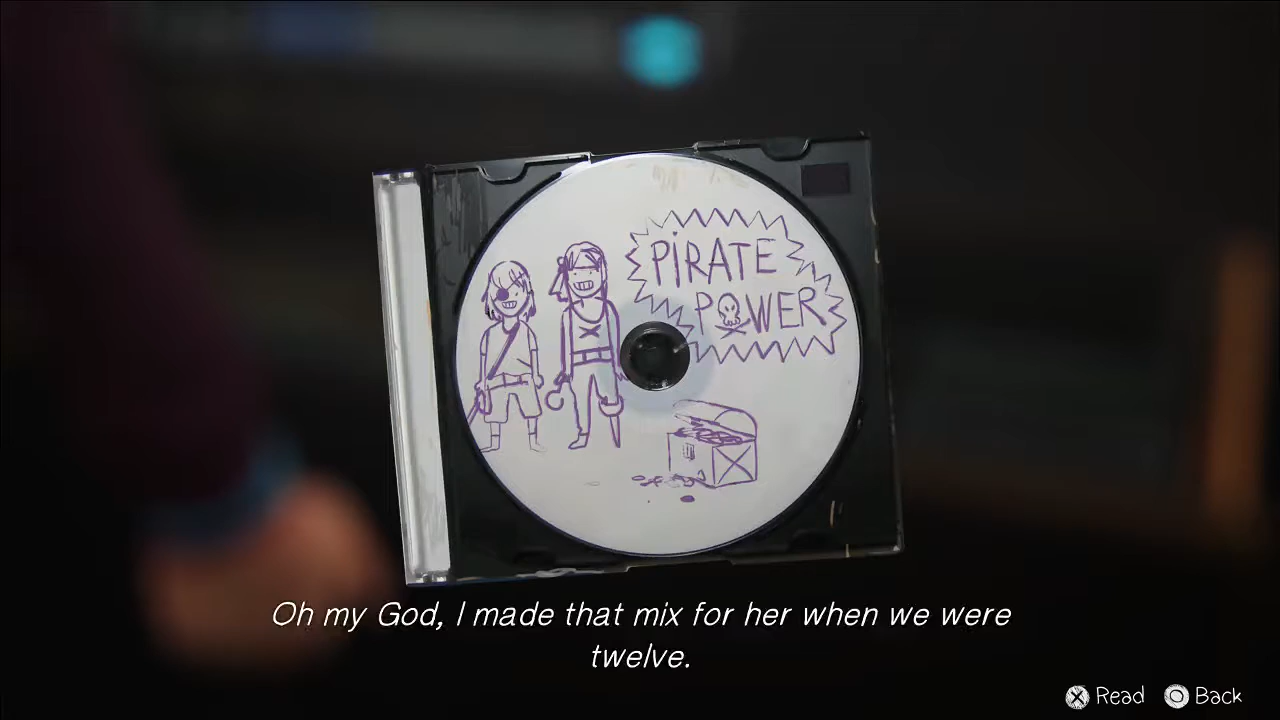 PiRATE
POWER
Oh my God, I made that mix for her when we were
twelve.
Read Back